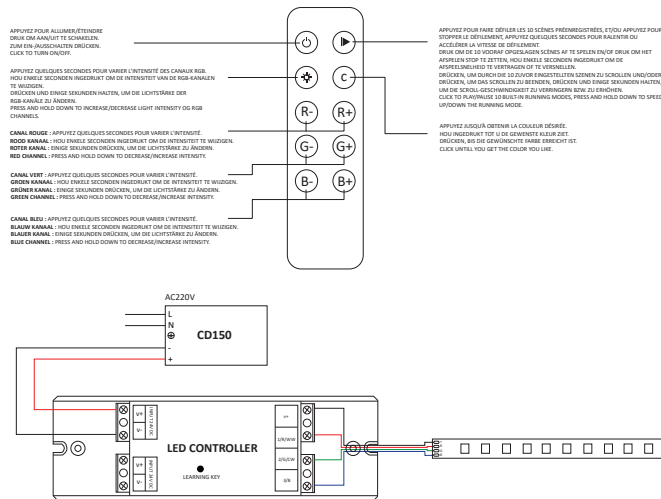 APPUYEZ POUR ALLUMER/ÉTEINDRE
DRUK OM AAN/UIT TE SCHAKELEN.
ZUM EIN-/AUSSCHALTEN DRÜCKEN.
CLICK TO TURN ON/OFF.
APPUYEZ QUELQUES SECONDES POUR VARIER L'INTENSITÉ DES CANAUX RGB.
HOU ENKELE SECONDEN INGEDRUKT OM DE INTENSITEIT VAN DE RGB-KANALEN
TE WIJZIGEN.
DRÜCKEN UND EINIGE SEKUNDEN HALTEN, UM DIE LICHTSTÄRKE DER
RGB-KANÄLE ZU ÄNDERN.
PRESS AND HOLD DOWN TO INCREASE/DECREASE LIGHT INTENSITY OG RGB
CHANNELS.
CANAL ROUGE : APPUYEZ QUELQUES SECONDES POUR VARIER L'INTENSITÉ.
ROOD KANAAL : HOU ENKELE SECONDEN INGEDRUKT OM DE INTENSITEIT TE WIJZIGEN.
ROTER KANAL : EINIGE SEKUNDEN DRÜCKEN, UM DIE LICHTSTÄRKE ZU ÄNDERN.
RED CHANNEL : PRESS AND HOLD DOWN TO DECREASE/INCREASE INTENSITY.
CANAL VERT : APPUYEZ QUELQUES SECONDES POUR VARIER L'INTENSITÉ.
GROEN KANAAL : HOU ENKELE SECONDEN INGEDRUKT OM DE INTENSITEIT TE WIJZIGEN.
GRÜNER KANAL : EINIGE SEKUNDEN DRÜCKEN, UM DIE LICHTSTÄRKE ZU ÄNDERN.
GREEN CHANNEL : PRESS AND HOLD DOWN TO DECREASE/INCREASE INTENSITY.
CANAL BLEU : APPUYEZ QUELQUES SECONDES POUR VARIER L'INTENSITÉ.
BLAUW KANAAL : HOU ENKELE SECONDEN INGEDRUKT OM DE INTENSITEIT TE WIJZIGEN.
BLAUER KANAL : EINIGE SEKUNDEN DRÜCKEN, UM DIE LICHTSTÄRKE ZU ÄNDERN.
BLUE CHANNEL : PRESS AND HOLD DOWN TO DECREASE/INCREASE INTENSITY.
C
R- R+
G- G+
B- B+
APPUYEZ POUR FAIRE DÉFILER LES 10 SCÈNES PRÉENREGISTRÉES, ET/OU APPUYEZ POUR
STOPPER LE DÉFILEMENT, APPUYEZ QUELQUES SECONDES POUR RALENTIR OU
ACCÉLERER LA VITESSE DE DÉFILEMENT.
DRUK OM DE 10 VOORAF OPGESLAGEN SCÈNES AF TE SPELEN EN/OF DRUK OM HET
AFSPELEN STOP TE ZETTEN, HOU ENKELE SECONDEN INGEDRUKT OM DE
AFSPEELSNELHEID TE VERTRAGEN OF TE VERSNELLEN.
DRÜCKEN, UM DURCH DIE 10 ZUVOR EINGESTELLTEN SZENEN ZU SCROLLEN UND/ODER
DRÜCKEN, UM DAS SCROLLEN ZU BEENDEN, DRÜCKEN UND EINIGE SEKUNDEN HALTEN,
UM DIE SCROLL-GESCHWINDIGKEIT ZU VERRINGERN BZW. ZU ERHÖHEN.
CLICK TO PLAY/PAUSE 10 BUILT-IN RUNNING MODES, PRESS AND HOLD DOWN TO SPEED
UP/DOWN THE RUNNING MODE.
APPUYEZ JUSQU'À OBTENIR LA COULEUR DÉSIRÉE.
HOU INGEDRUKT TOT U DE GEWENSTE KLEUR ZIET.
DRÜCKEN, BIS DIE GEWÜNSCHTE FARBE ERREICHT IST.
CLICK UNTILL YOU GET THE COLOR YOU LIKE.
AC220V
L
N
-
+
CD150
V+
V-
INPUT 24V DC
V+
V-
INPUT 24V DC
LED CONTROLLER
LEARNING KEY
V+
1/R/WW
2/G/CW
3/B